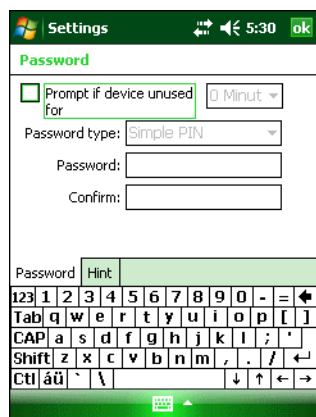 Settings 5:30 ok
Password
Prompt if device unused for 0 Minut
Password type: Simple PIN
Password:
Confirm:
Password Hint
123 1 2 3 4 5 6 7 8 9 0 - =
Tab q w e r t y u i o p [ ]
CAP a s d f g h j k l ; '
Shift z x c v b n m , . /
Ctl áü ` \